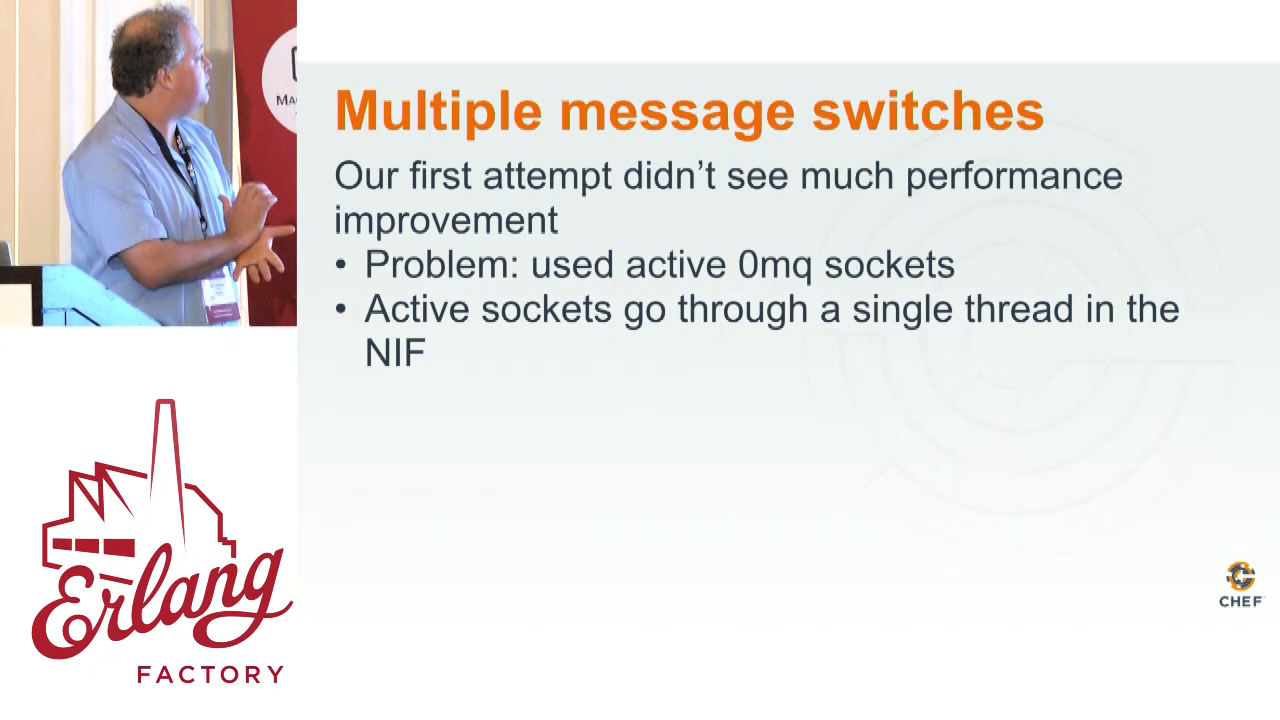 Multiple message switches
Our first attempt didn’t see much performance
improvement
• Problem: used active 0mq sockets
• Active sockets go through a single thread in the
NIF
CHEF
Erlang
FACTORY